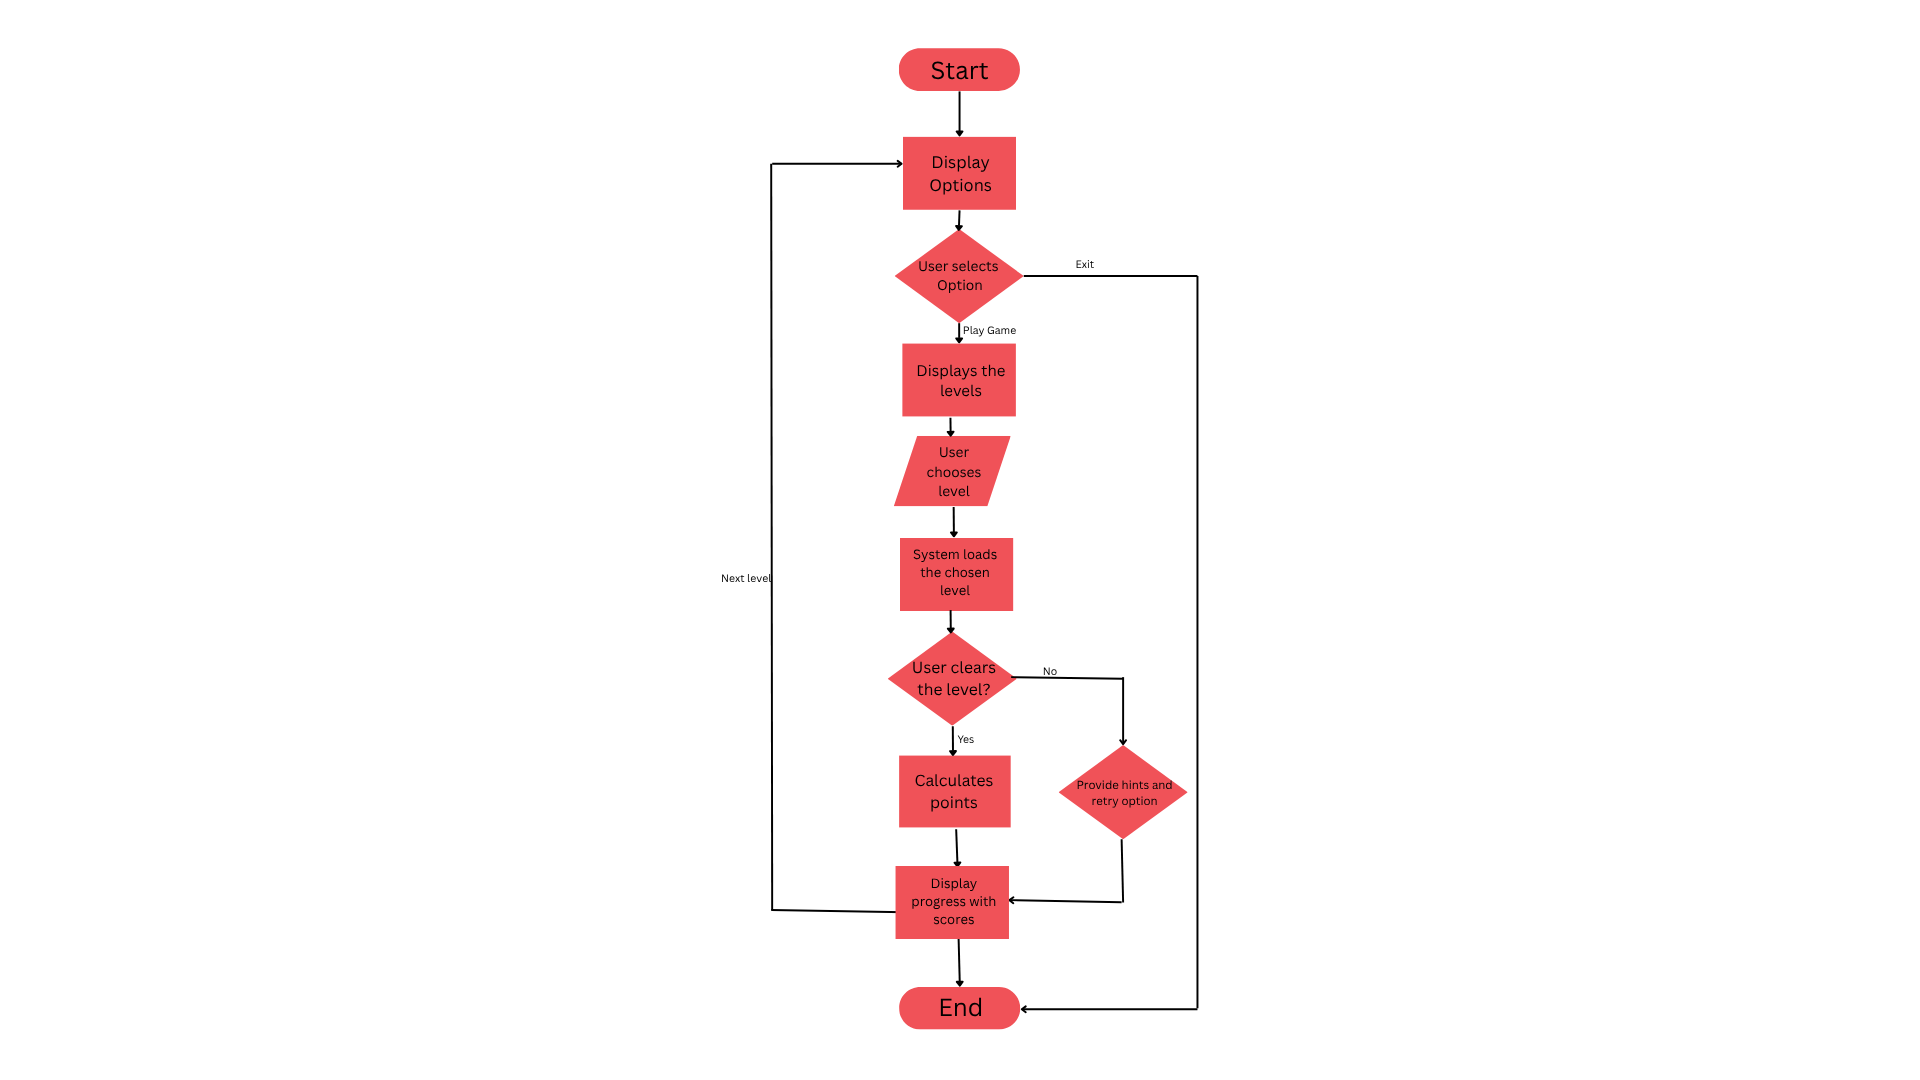 Start
Display
Options
User selects
Option
Exit
Play Game
Displays the
levels
User
chooses
level
System loads
the chosen
level
Next level
User clears
the level?
No
Yes
Calculates
points
Provide hints and
retry option
Display
progress with
scores
End